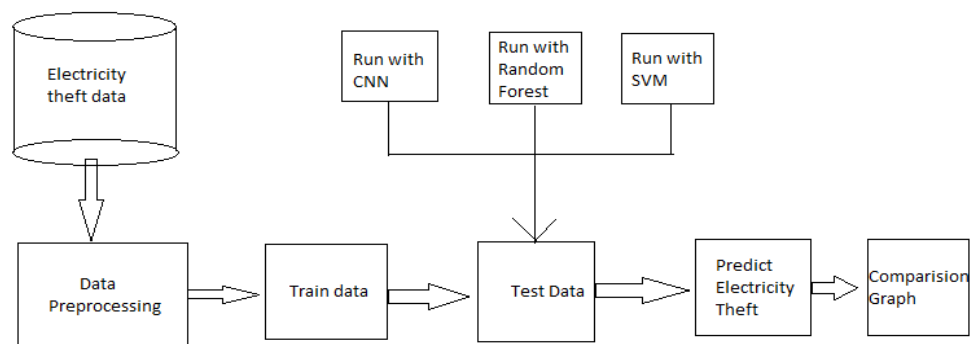 Electricity
theft data
Run with
CNN
Run with
Random
Forest
Run with
SVM
Data
Preprocessing
Train data
Test Data
Predict
Electricity
Theft
Comparision
Graph